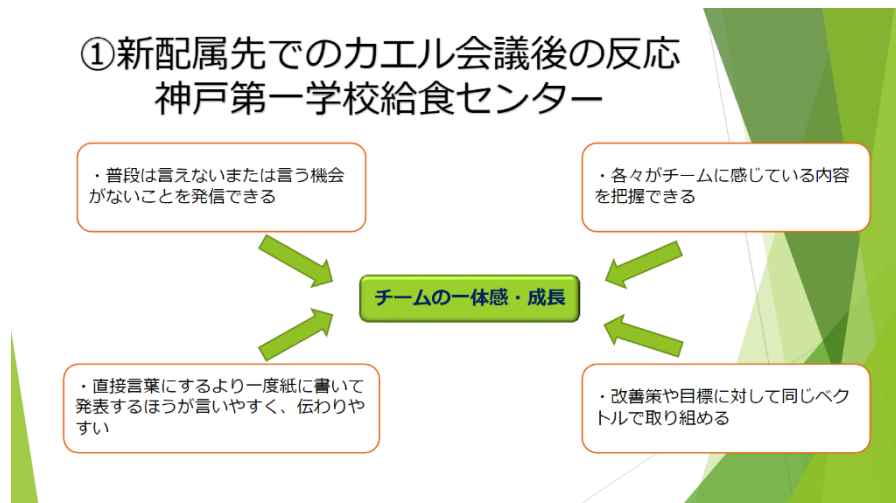 ①新配属先でのカエル会議後の反応
神戸第一学校給食センター
・普段は言えないまたは言う機会
がないことを発信できる
・各々がチームに感じている内容
を把握できる
チームの一体感・成長
・直接言葉にするより一度紙に書いて
発表するほうが言いやすく、伝わりや
すい
・改善策や目標に対して同じベク
トルで取り組める